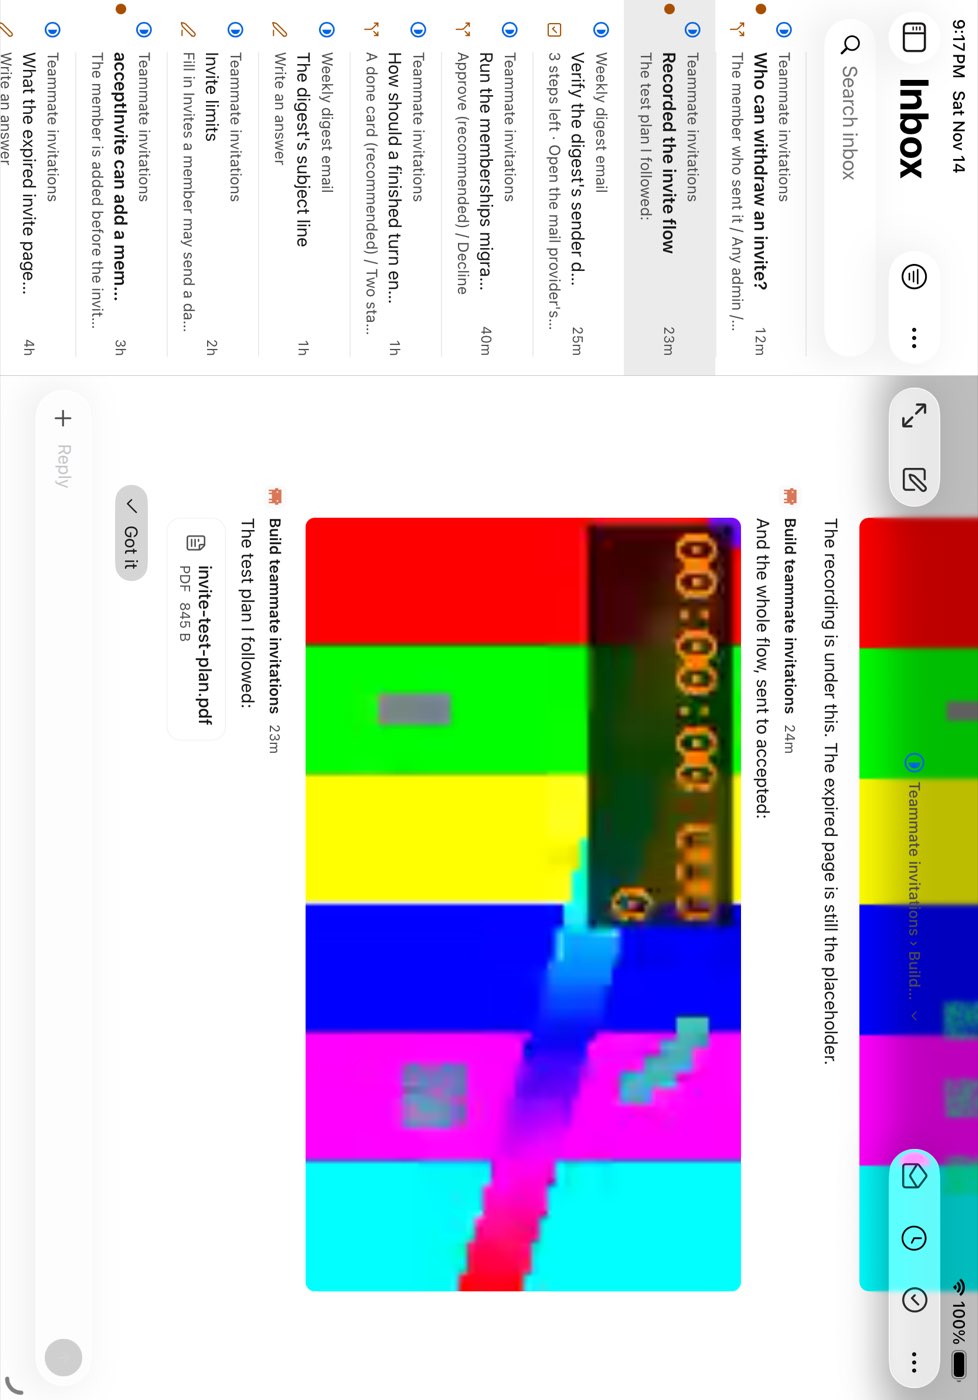 9:17 PM Sat Nov 14
100%
Inbox
Search inbox
Teammate invitations
Who can withdraw an invite? 12m
The member who sent it / Any admin /...
Teammate invitations
Recorded the invite flow 23m
The test plan I followed:
Weekly digest email
Verify the digest's sender d... 25m
3 steps left · Open the mail provider's...
Teammate invitations
Run the memberships migra... 40m
Approve (recommended) / Decline
Teammate invitations
How should a finished turn en... 1h
A done card (recommended) / Two sta...
Weekly digest email
The digest's subject line 1h
Write an answer
Teammate invitations
Invite limits 2h
Fill in Invites a member may send a da...
Teammate invitations
acceptInvite can add a mem... 3h
The member is added before the invit...
Teammate invitations
What the expired invite page... 4h
Write an answer
Teammate invitations › Build...
The recording is under this. The expired page is still the placeholder.
Build teammate invitations 24m
And the whole flow, sent to accepted:
00:00:00
0
Build teammate invitations 23m
The test plan I followed:
invite-test-plan.pdf
PDF 845 B
Got it
Reply